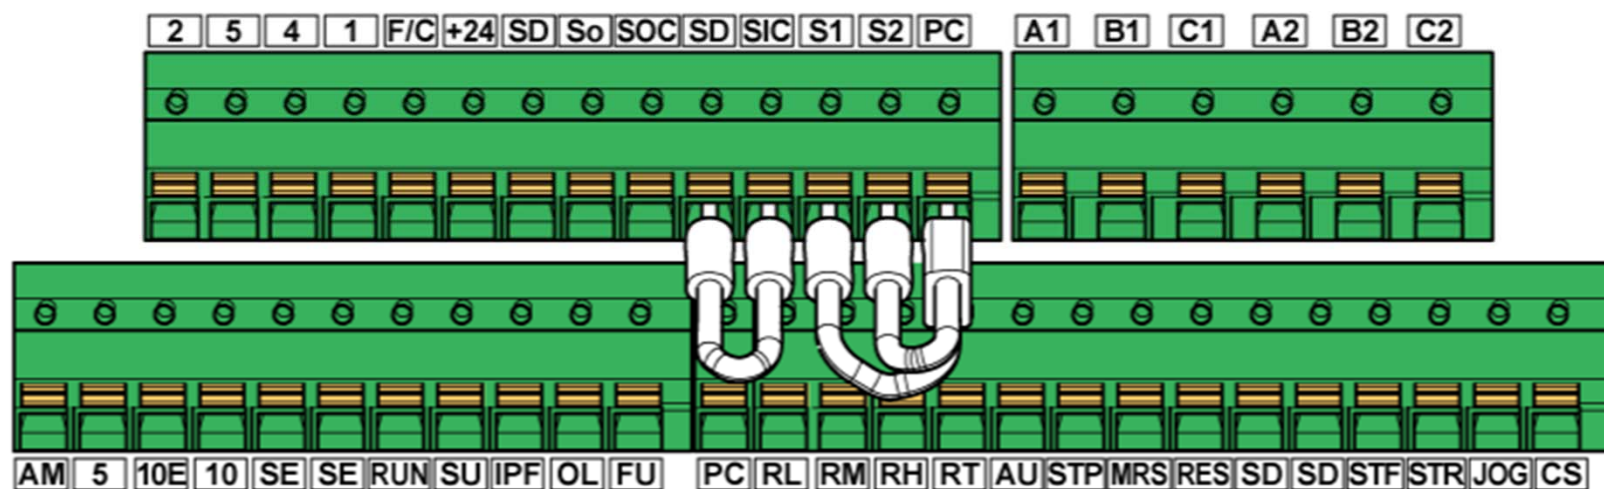 2 5 4 1 F/C +24 SD So SOC SD SIC S1 S2 PC A1 B1 C1 A2 B2 C2
AM 5 10E 10 SE SE RUN SU IPF OL FU PC RL RM RH RT AU STP MRS RES SD SD STF STR JOG CS